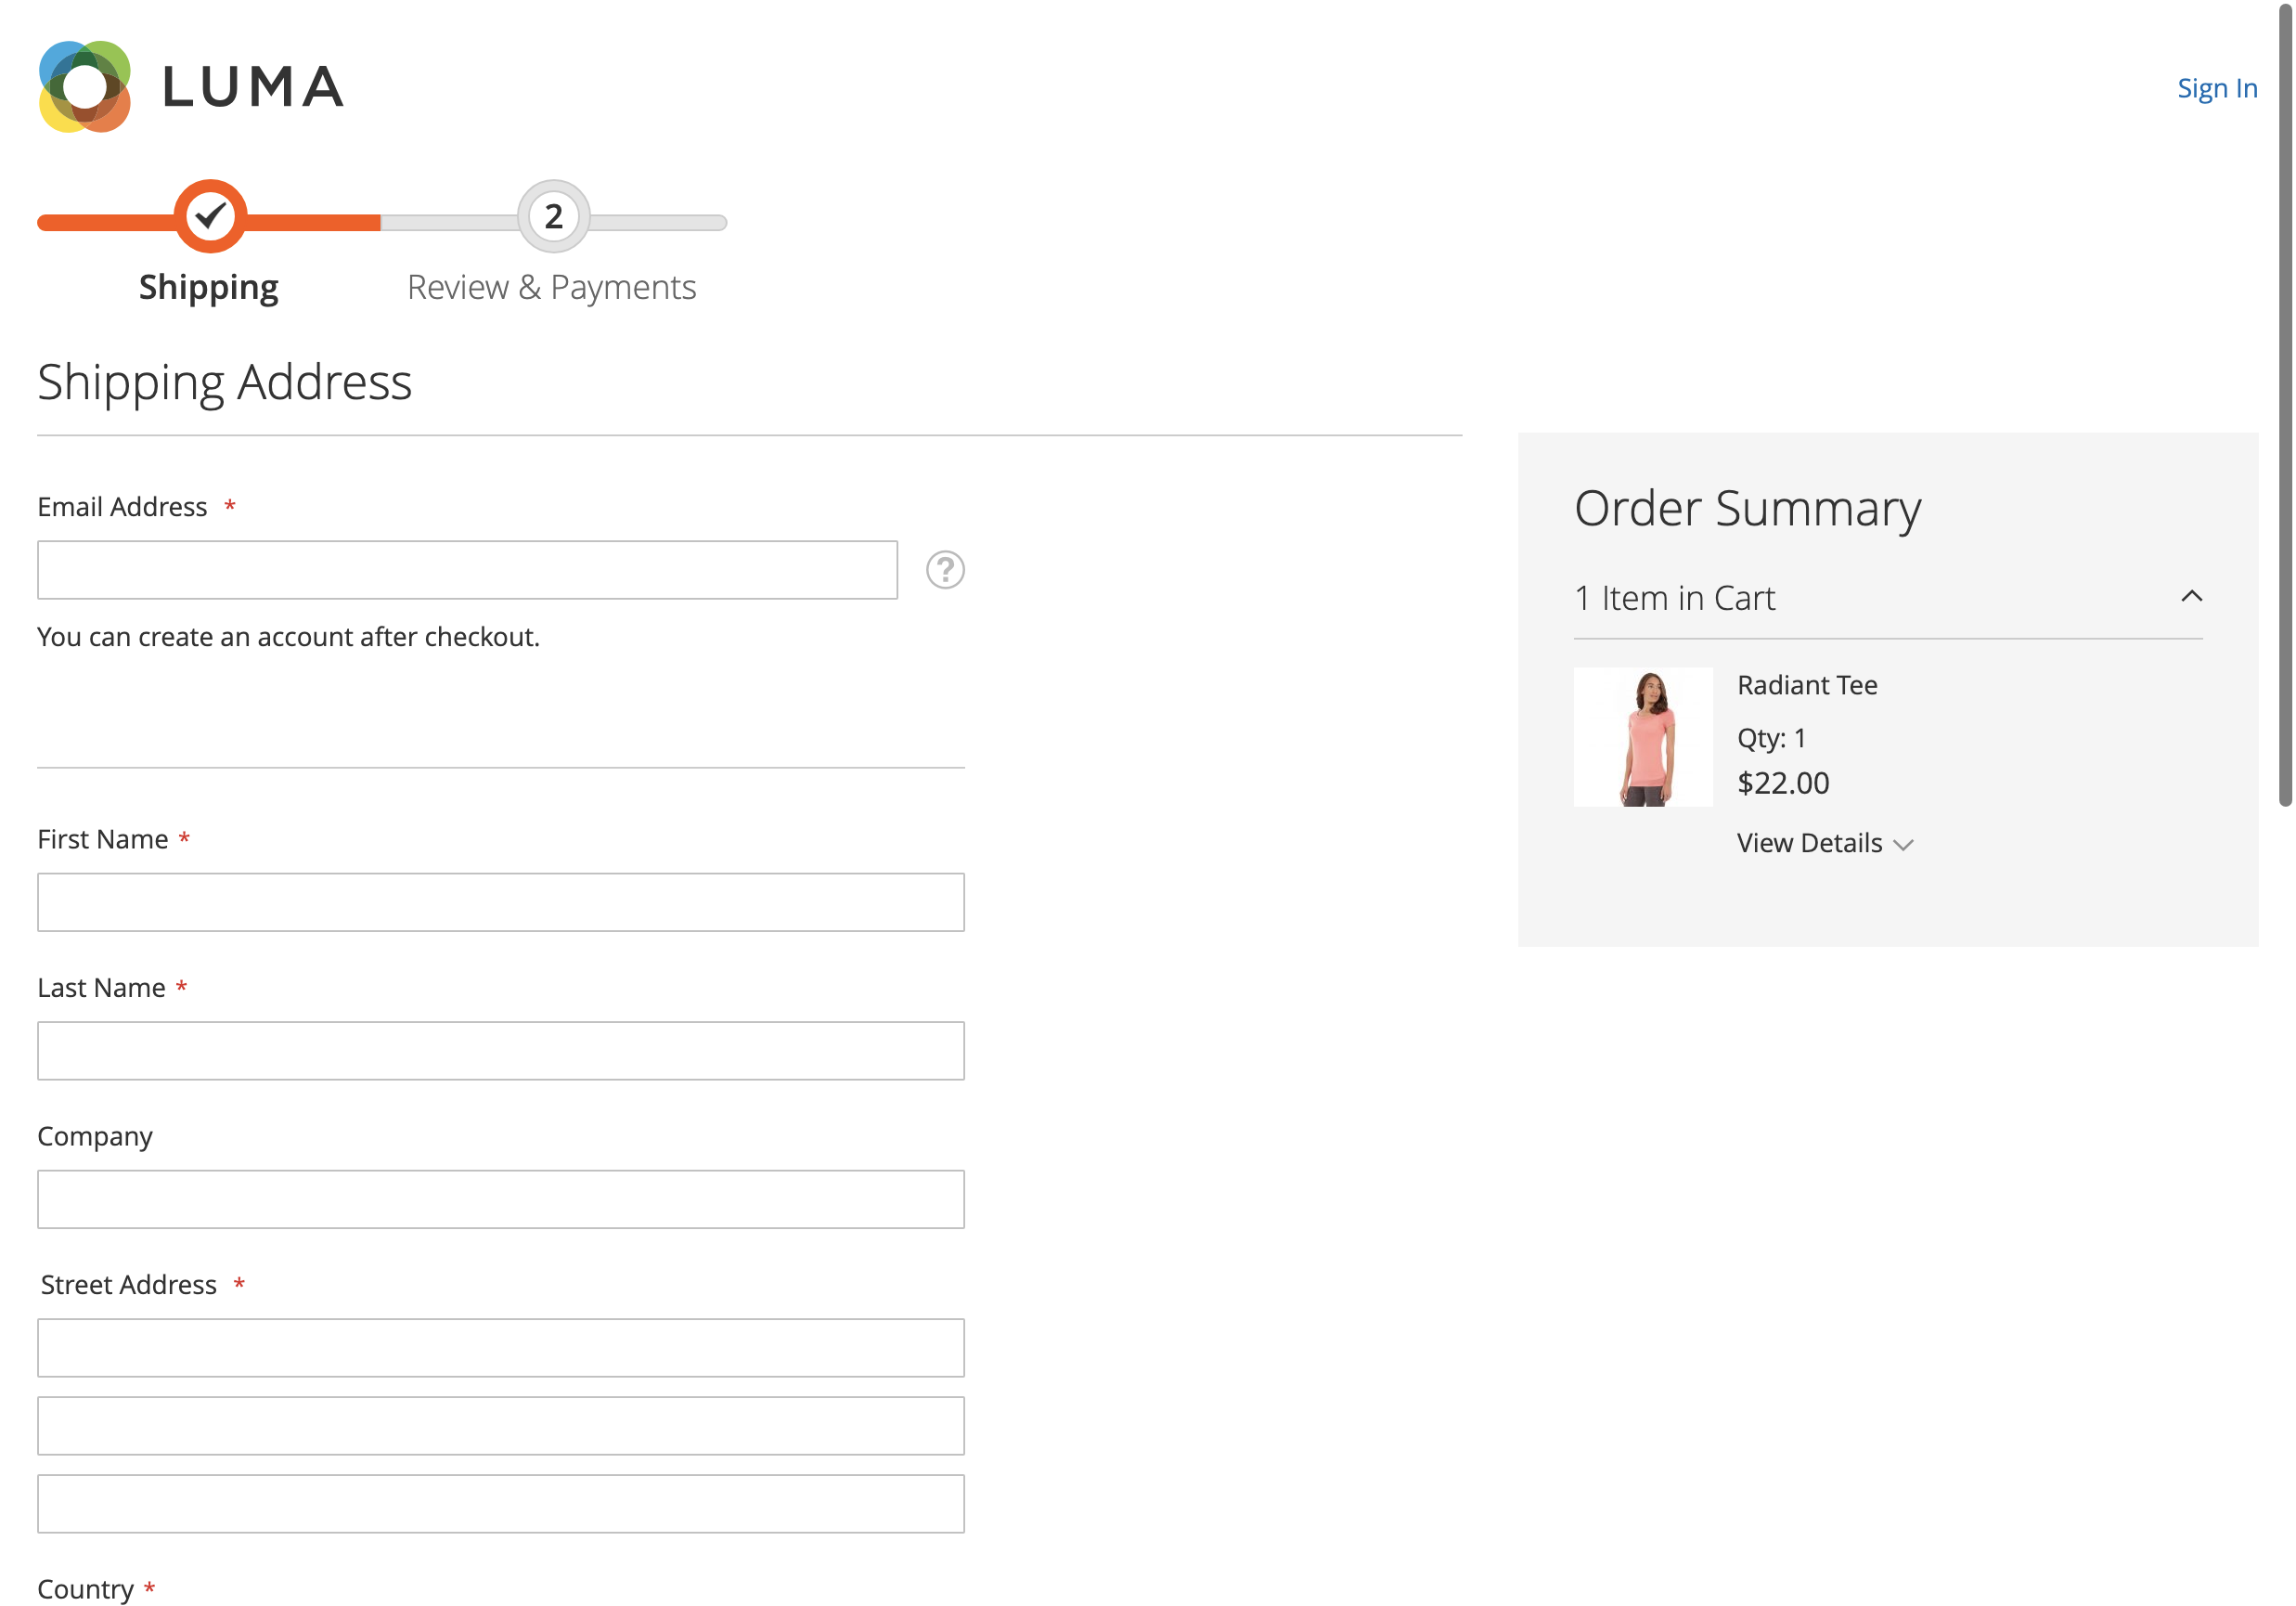 LUMA
Sign In
2
Shipping
Review & Payments
Shipping Address
Email Address *
?
You can create an account after checkout.
First Name *
Last Name *
Company
Street Address *
Country *
Order Summary
1 Item in Cart
Radiant Tee
Qty: 1
$22.00
View Details